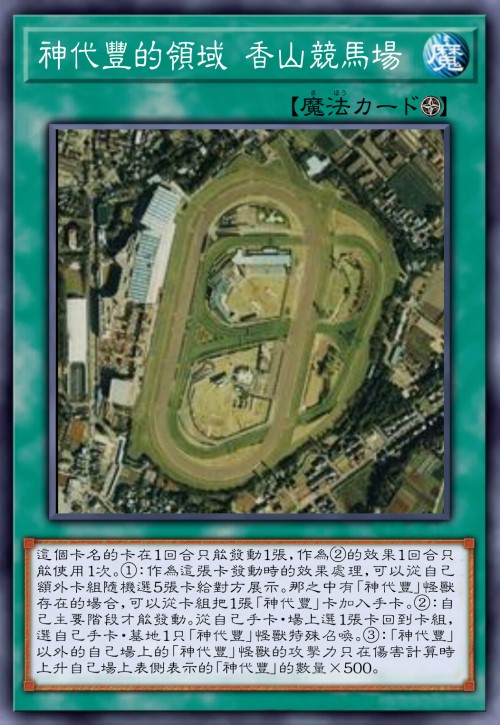 神代豐的領域 香山競馬場
魔
【魔法カード】
まほう
這個卡名的卡在1回合只能發動1張,作為②的效果1回合只
能使用1次。①:作為這張卡發動時的效果處理,可以從自己
額外卡組隨機選5張卡給對方展示。那之中有「神代豐」怪獸
存在的場合,可以從卡組把1張「神代豐」卡加入手卡。②:自
己主要階段才能發動。從自己手卡・場上選1張卡回到卡組,
選自己手卡・墓地1只「神代豐」怪獸特殊召喚。③:「神代豐」
以外的自己場上的「神代豐」怪獸的攻擊力只在傷害計算時
上升自己場上表側表示的「神代豐」的數量×500。